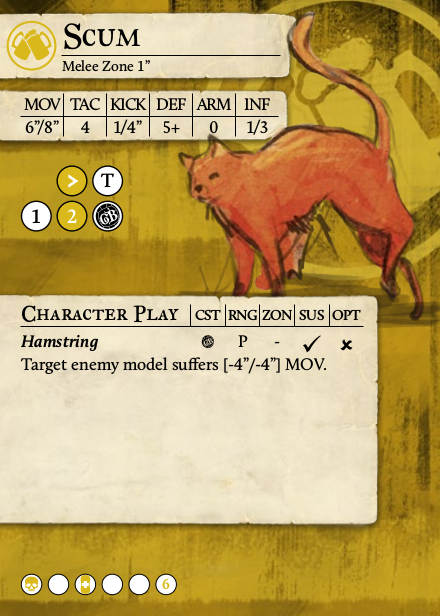 Scum
Melee Zone 1”
MOV TAC KICK DEF ARM INF
6”/8” 4 1/4” 5+ 0 1/3
> T
1 2 GB
Character Play CST RNG ZON SUS OPT
Hamstring GB P - ✓ ✘
Target enemy model suffers [-4”/-4”] MOV.
6